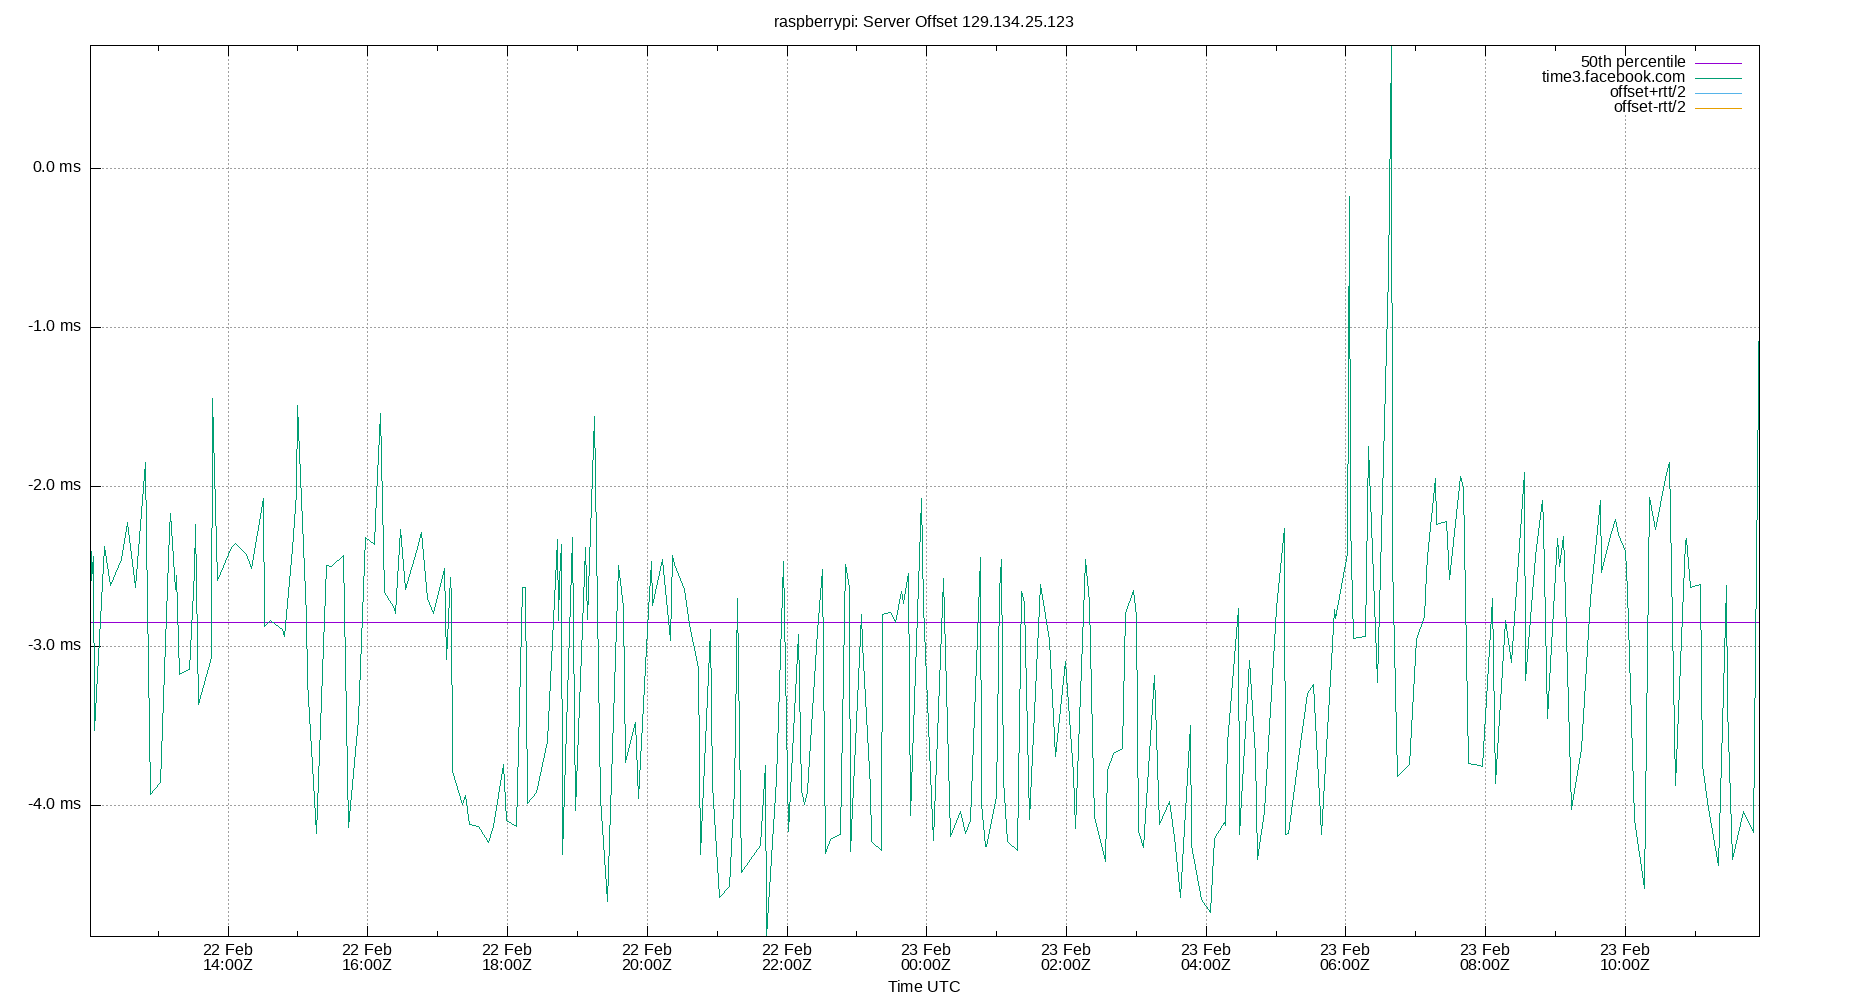 raspberrypi: Server Offset 129.134.25.123
50th percentile
time3.facebook.com
offset+rtt/2
offset-rtt/2
0.0 ms
-1.0 ms
-2.0 ms
-3.0 ms
-4.0 ms
22 Feb 22 Feb 22 Feb 22 Feb 22 Feb 23 Feb 23 Feb 23 Feb 23 Feb 23 Feb 23 Feb
14:00Z 16:00Z 18:00Z 20:00Z 22:00Z 00:00Z 02:00Z 04:00Z 06:00Z 08:00Z 10:00Z
Time UTC